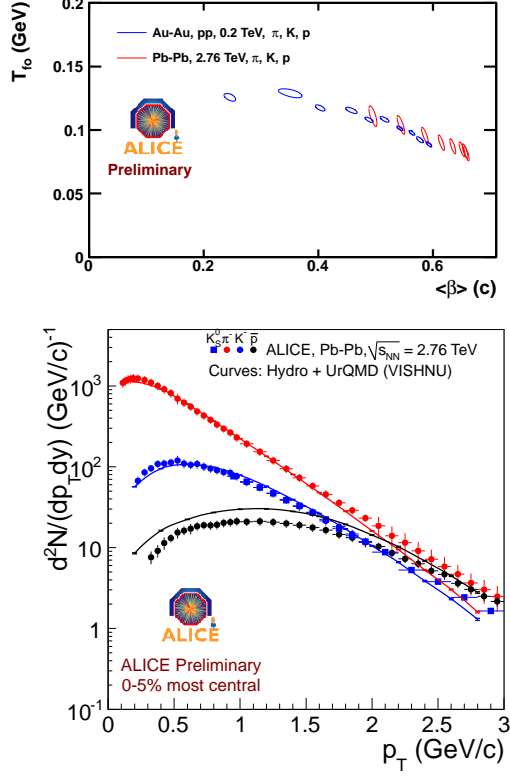 T_fo (GeV)
0.2
0.15
0.1
0.05
0
Au-Au, pp, 0.2 TeV, π, K, p
Pb-Pb, 2.76 TeV, π, K, p
ALICE
Preliminary
0 0.2 0.4 0.6
<β> (c)
d²N/(dp_T dy) (GeV/c)⁻¹
K⁰_S π⁻ K⁻ p̅
ALICE, Pb-Pb, √s_NN = 2.76 TeV
Curves: Hydro + UrQMD (VISHNU)
10³
10²
10
1
10⁻¹
ALICE
ALICE Preliminary
0-5% most central
0 0.5 1 1.5 2 2.5 3
p_T (GeV/c)